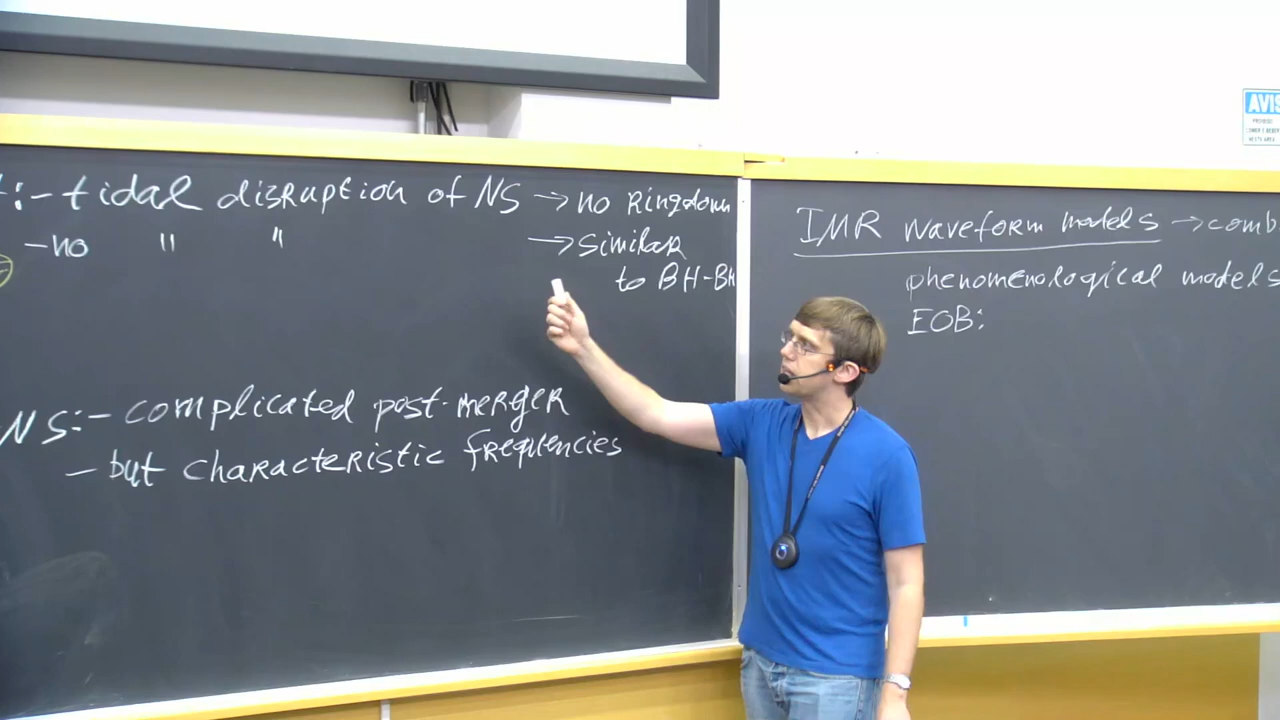 :- tidal disruption of NS → no Ringdown
- no " "
→ similar
to BH-BH
NS: - complicated post-merger
- but characteristic frequencies
IMR waveform models → comb
phenomenological models
EOB:
AVIS